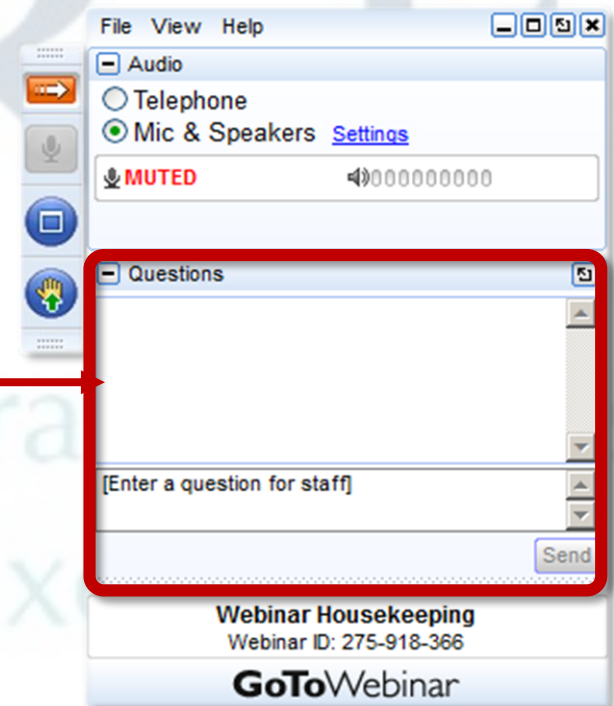 File View Help
Audio
Telephone
Mic & Speakers Settings
MUTED 000000000
Questions
[Enter a question for staff]
Send
Webinar Housekeeping
Webinar ID: 275-918-366
GoToWebinar